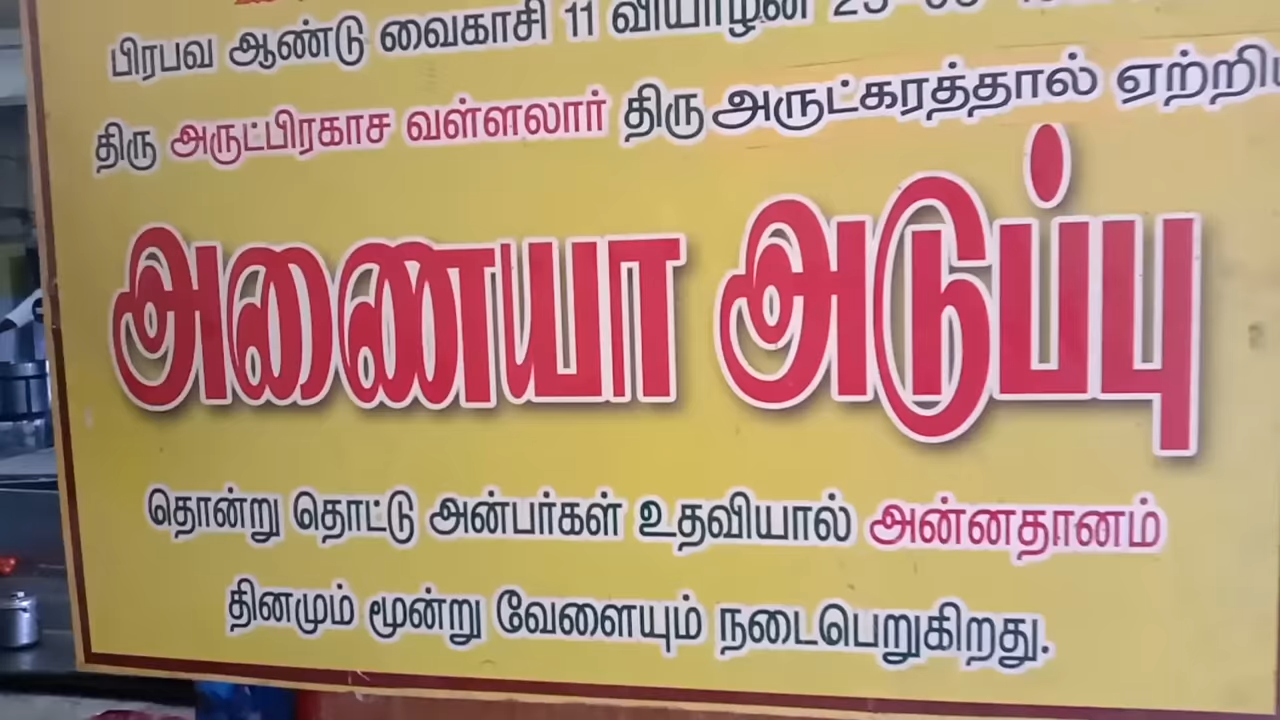 பிரபவ ஆண்டு வைகாசி 11 வியாழன்
திரு அருட்பிரகாச வள்ளலார் திரு அருட்கரத்தால்
அணையா அடுப்பு
தொன்று தொட்டு அன்பர்கள் உதவியால் அன்னதானம்
தினமும் மூன்று வேளையும் நடைபெறுகிறது.